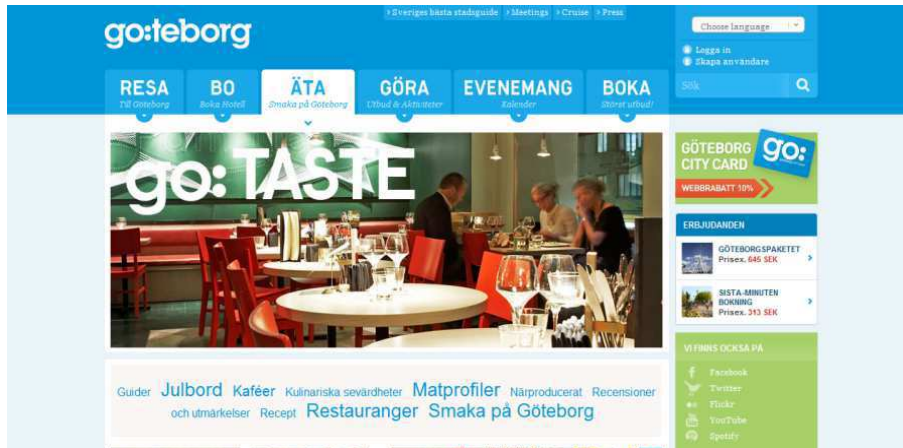 › Sveriges bästa stadsguide › Meetings › Cruise › Press
go:teborg
Choose language
Logga in
Skapa användare
Sök
RESA
Till Göteborg
BO
Boka Hotell
ÄTA
Smaka på Göteborg
GÖRA
Utbud & Aktiviteter
EVENEMANG
Kalender
BOKA
Störst utbud!
go:TASTE
GÖTEBORG
CITY CARD
go:
WEBBRABATT 10%
ERBJUDANDEN
GÖTEBORGSPAKETET
Prisex. 645 SEK
SISTA-MINUTEN
BOKNING
Prisex. 313 SEK
VI FINNS OCKSÅ PÅ
Facebook
Twitter
Flickr
YouTube
Spotify
Guider Julbord Kaféer Kulinariska sevärdheter Matprofiler Närproducerat Recensioner
och utmärkelser Recept Restauranger Smaka på Göteborg